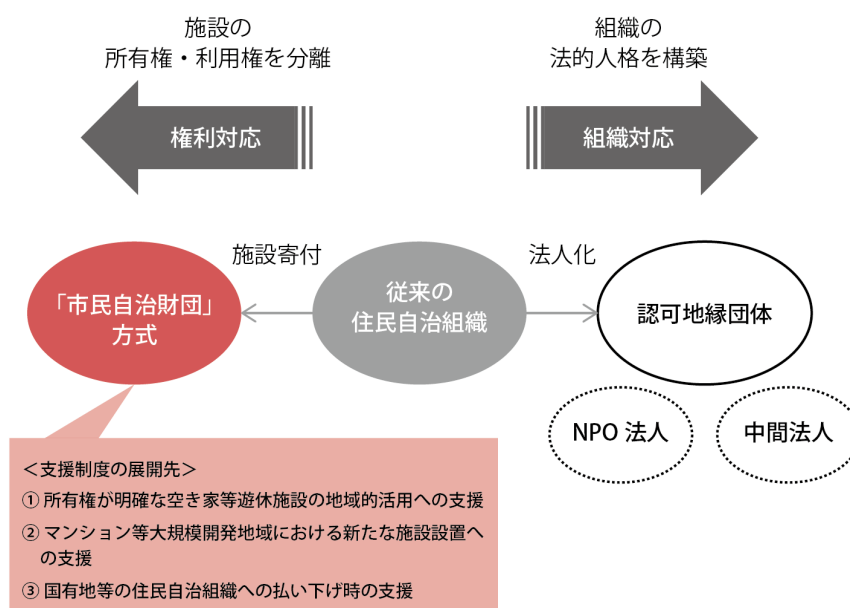 施設の
所有権・利用権を分離
組織の
法的人格を構築
権利対応
組織対応
施設寄付
法人化
「市民自治財団」
方式
従来の
住民自治組織
認可地縁団体
NPO 法人
中間法人
＜支援制度の展開先＞
① 所有権が明確な空き家等遊休施設の地域的活用への支援
② マンション等大規模開発地域における新たな施設設置へ
の支援
③ 国有地等の住民自治組織への払い下げ時の支援